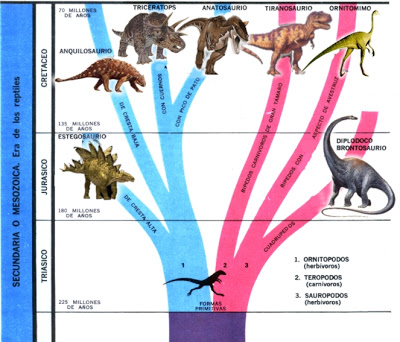 70 MILLONES
DE AÑOS
TRICERATOPS
ANATOSAURIO
TIRANOSAURIO
ORNITOMIMO
ANQUILOSAURIO
CRETACEO
DE CRESTA BAJA
CON CUERNOS
CON PICO DE PATO
BIPEDOS CARNIVOROS DE GRAN TAMAÑO
BIPEDOS CON
ASPECTO DE AVESTRUZ
135 MILLONES
DE AÑOS
ESTEGOSAURIO
DIPLODOCO
BRONTOSAURIO
JURASICO
DE CRESTA ALTA
CUADRUPEDOS
180 MILLONES
DE AÑOS
SECUNDARIA O MESOZOICA. Era de los reptiles
TRIASICO
1
2
3
FORMAS
PRIMITIVAS
1. ORNITOPODOS
(herbívoros)
2. TEROPODOS
(carnívoros)
3. SAUROPODOS
(herbívoros)
225 MILLONES
DE AÑOS